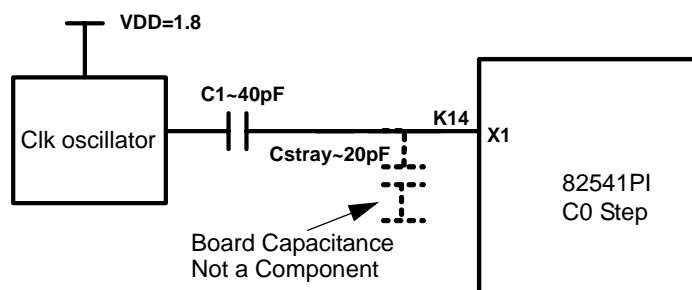 VDD=1.8
C1~40pF
Clk oscillator
K14
X1
Cstray~20pF
82541PI
C0 Step
Board Capacitance
Not a Component